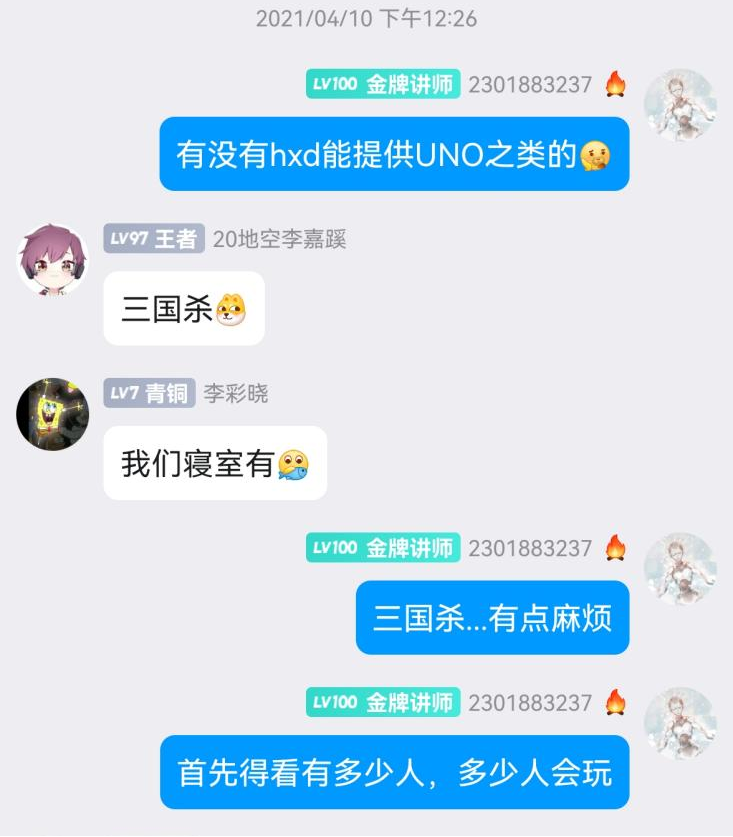 2021/04/10 下午12:26
LV100 金牌讲师 2301883237
有没有hxd能提供UNO之类的
LV97 王者 20地空李嘉蹊
三国杀
LV7 青铜 李彩晓
我们寝室有
LV100 金牌讲师 2301883237
三国杀...有点麻烦
LV100 金牌讲师 2301883237
首先得看有多少人，多少人会玩